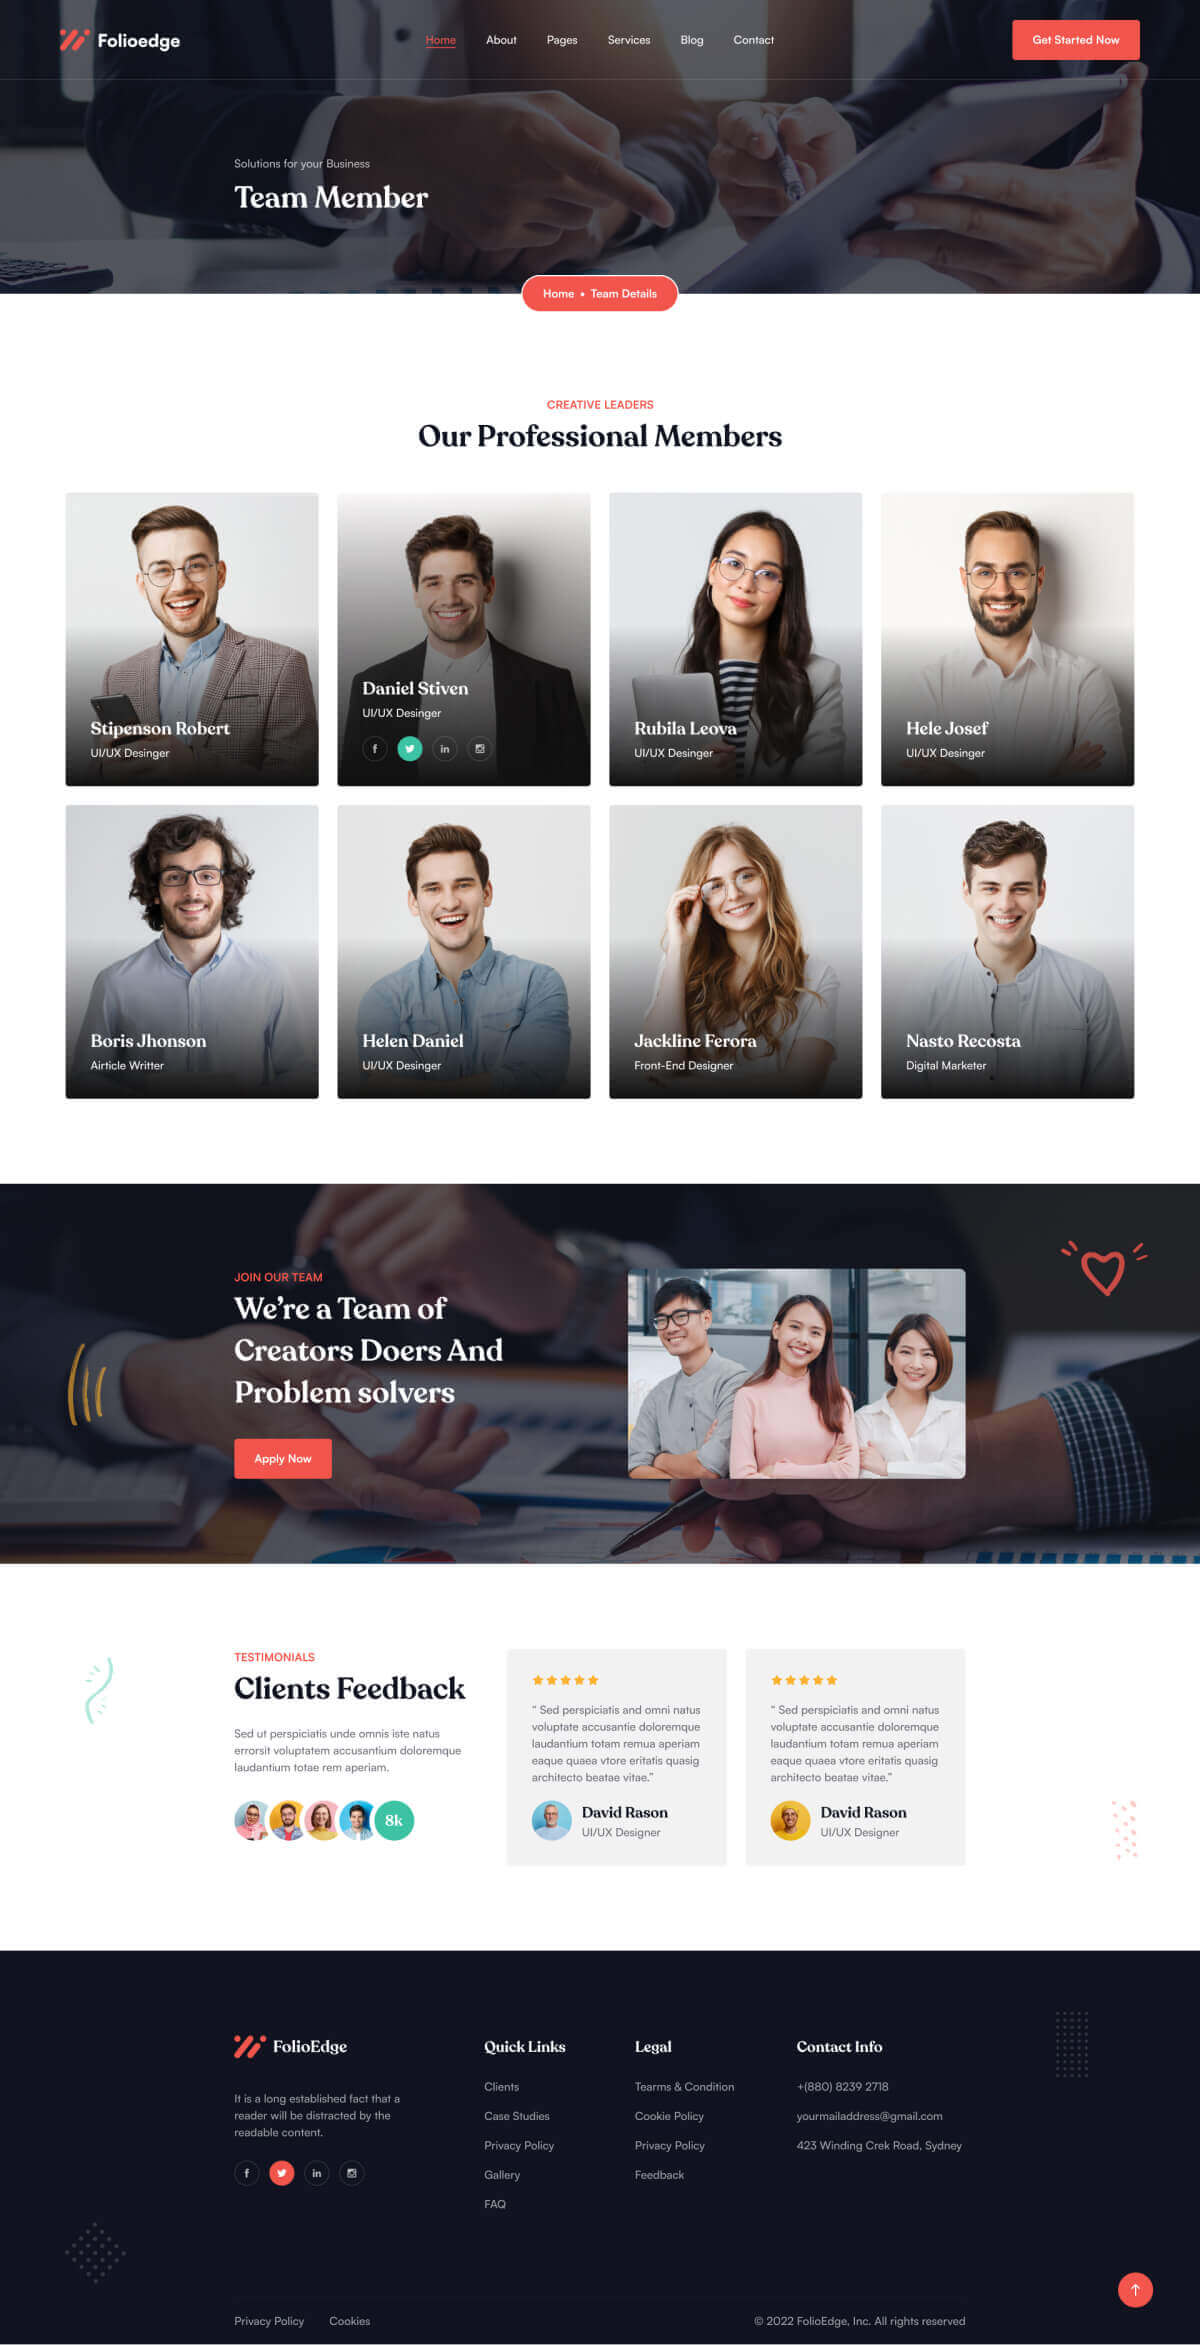 Folioedge
Home About Pages Services Blog Contact
Get Started Now
Solutions for your Business
Team Member
Home • Team Details
CREATIVE LEADERS
Our Professional Members
Stipenson Robert
UI/UX Desinger
Daniel Stiven
UI/UX Desinger
Rubila Leova
UI/UX Desinger
Hele Josef
UI/UX Desinger
Boris Jhonson
Airticle Writter
Helen Daniel
UI/UX Desinger
Jackline Ferora
Front-End Designer
Nasto Recosta
Digital Marketer
JOIN OUR TEAM
We're a Team of
Creators Doers And
Problem solvers
Apply Now
TESTIMONIALS
Clients Feedback
Sed ut perspiciatis unde omnis iste natus
errorsit voluptatem accusantium doloremque
laudantium totae rem aperiam.
8k
“ Sed perspiciatis and omni natus
voluptate accusantie doloremque
laudantium totam remua aperiam
eaque quaea vtore eritatis quasig
architecto beatae vitae.”
David Rason
UI/UX Designer
“ Sed perspiciatis and omni natus
voluptate accusantie doloremque
laudantium totam remua aperiam
eaque quaea vtore eritatis quasig
architecto beatae vitae.”
David Rason
UI/UX Designer
FolioEdge
It is a long established fact that a
reader will be distracted by the
readable content.
Quick Links
Clients
Case Studies
Privacy Policy
Gallery
FAQ
Legal
Tearms & Condition
Cookie Policy
Privacy Policy
Feedback
Contact Info
+(880) 8239 2718
yourmailaddress@gmail.com
423 Winding Crek Road, Sydney
Privacy Policy Cookies
© 2022 FolioEdge, Inc. All rights reserved